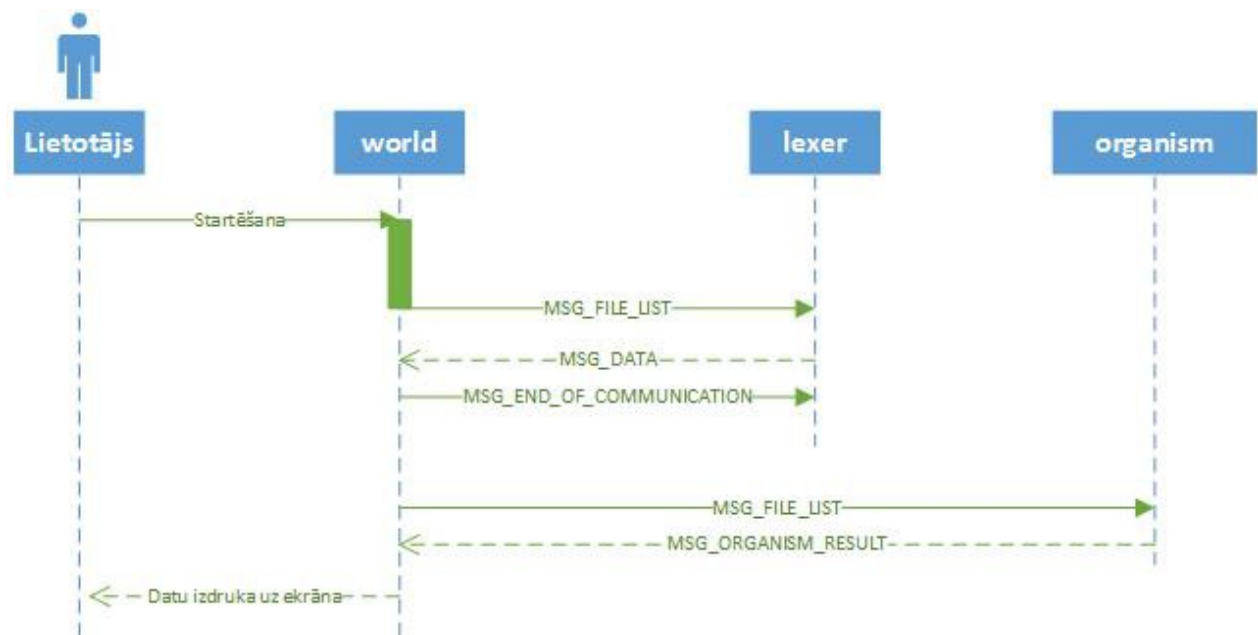 Lietotājs
world
lexer
organism
Startēšana
MSG_FILE_LIST
MSG_DATA
MSG_END_OF_COMMUNICATION
MSG_FILE_LIST
MSG_ORGANISM_RESULT
Datu izdruka uz ekrāna